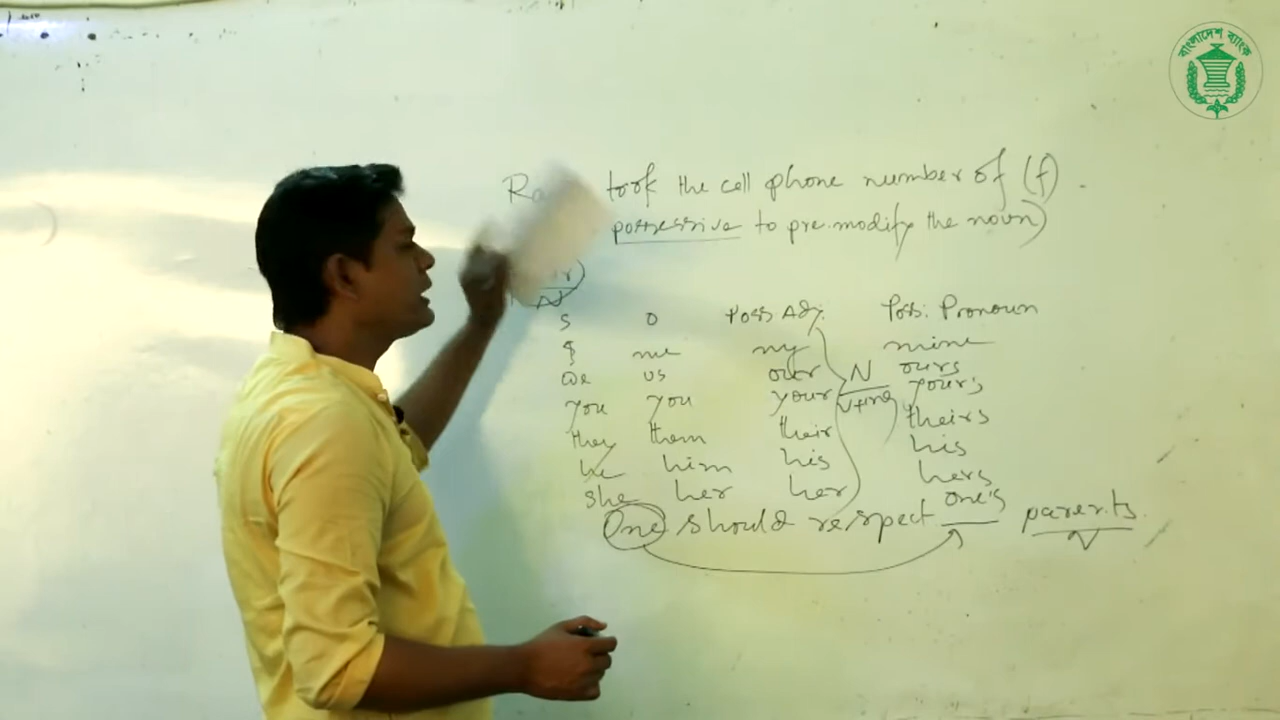 বাংলাদেশ ব্যাংক
took the cell phone number of (f) .
possessive to pre-modify the noun)
N
S O Poss Adj. Poss: Pronoun
I me my mine
we us our N ours
you you your V+ing yours
they them their theirs
he him his his
she her her hers
One should respect one's parents.
N